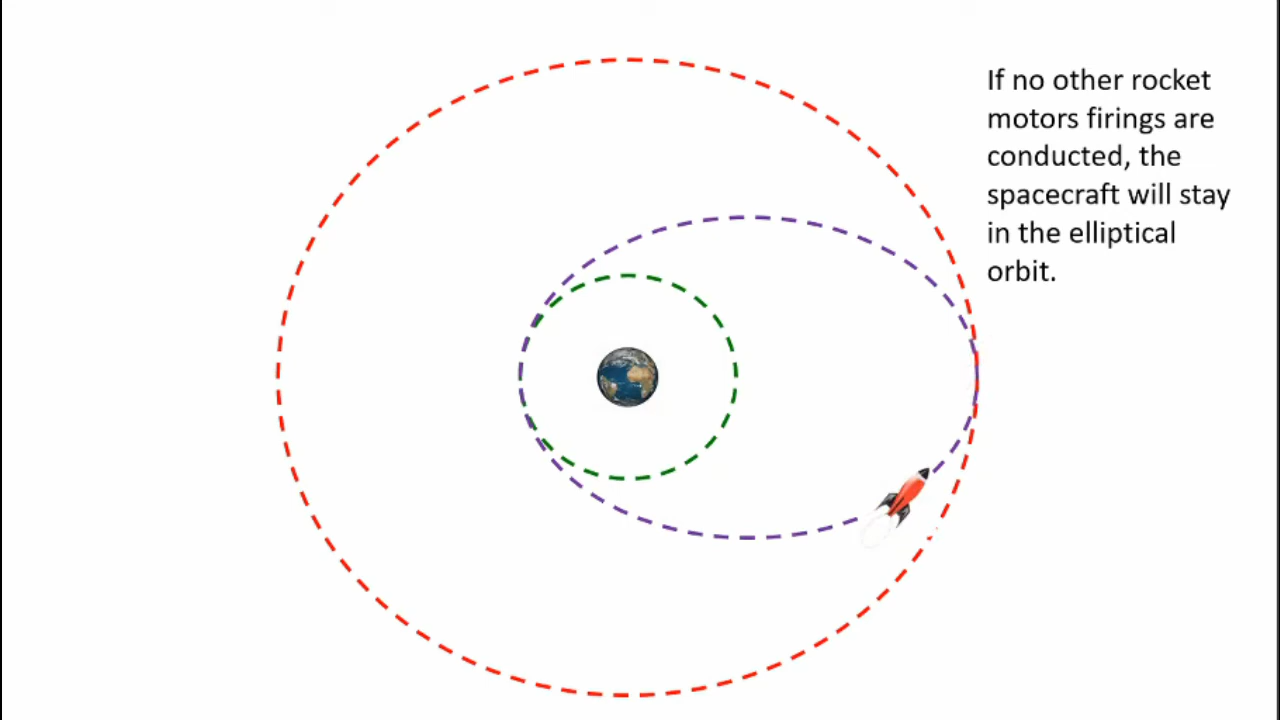 If no other rocket
motors firings are
conducted, the
spacecraft will stay
in the elliptical
orbit.